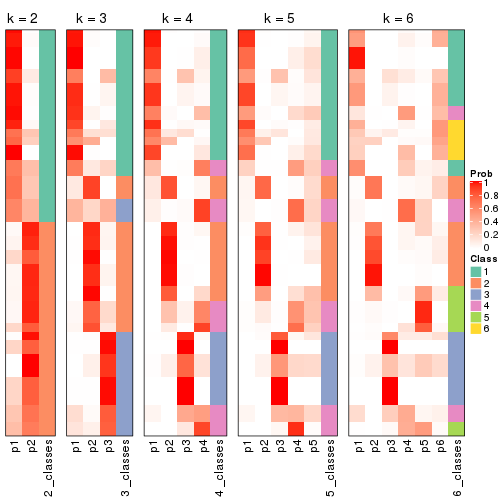 k = 2
k = 3
k = 4
k = 5
k = 6
Prob
1
0.8
0.6
0.4
0.2
0
Class
1
2
3
4
5
6
p1
p2
2_classes
p1
p2
p3
3_classes
p1
p2
p3
p4
4_classes
p1
p2
p3
p4
p5
5_classes
p1
p2
p3
p4
p5
p6
6_classes